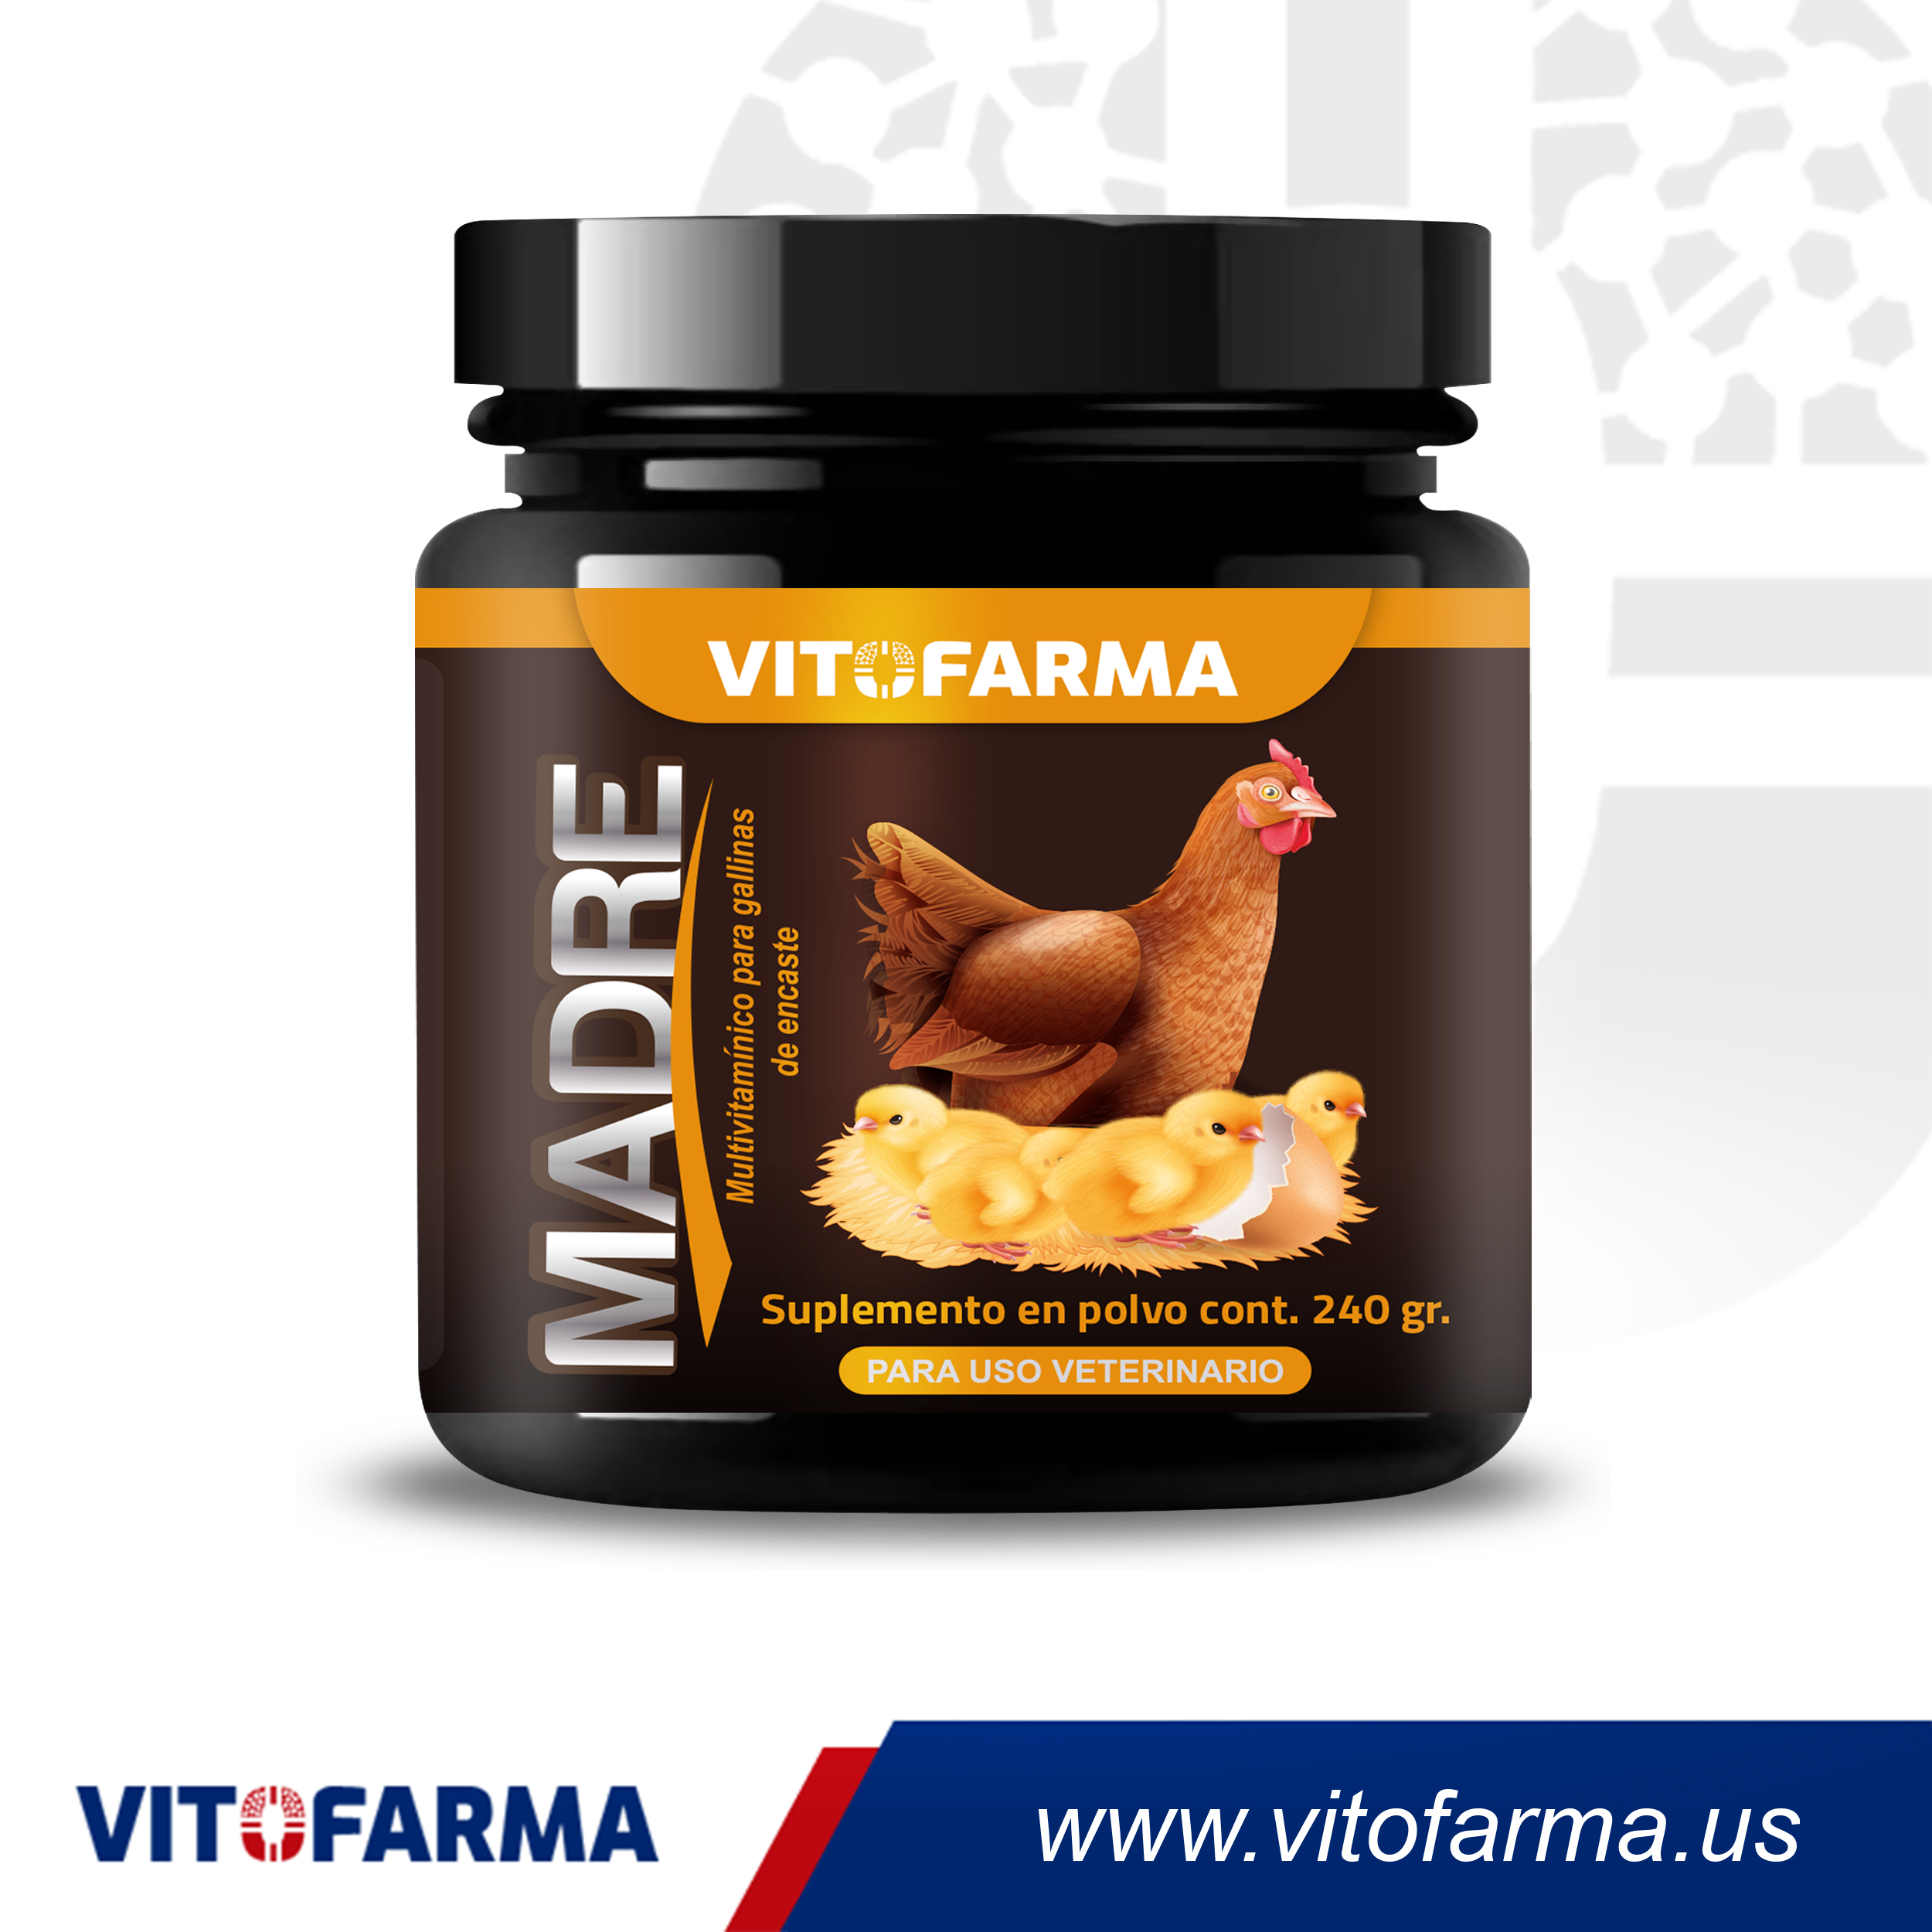 VITOFARMA
MADRE
Multivitamínico para gallinas
de encaste
Suplemento en polvo cont. 240 gr.
PARA USO VETERINARIO
VITOFARMA
www.vitofarma.us